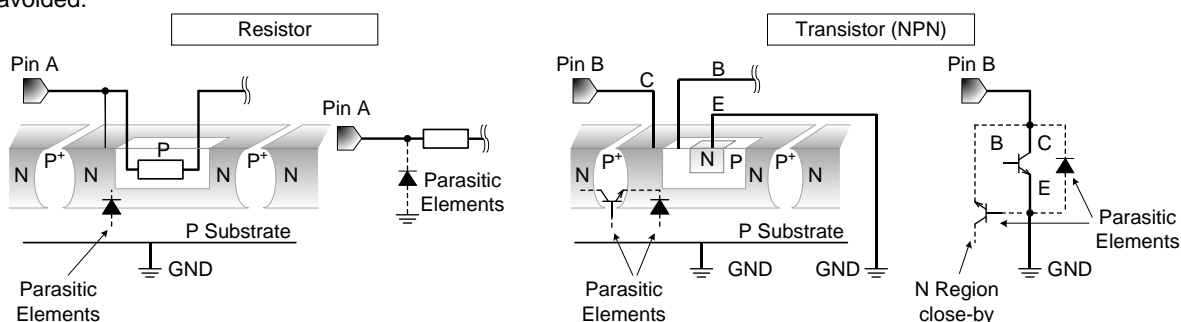 avoided.
Resistor
Transistor (NPN)
Pin A
Pin A
N
P+
N
P
N
P+
N
Parasitic
Elements
P Substrate
GND
Parasitic
Elements
Pin B
C
B
E
N
P+
N
N
P
N
P+
N
P Substrate
GND
GND
Parasitic
Elements
Pin B
B
C
E
Parasitic
Elements
GND
N Region
close-by